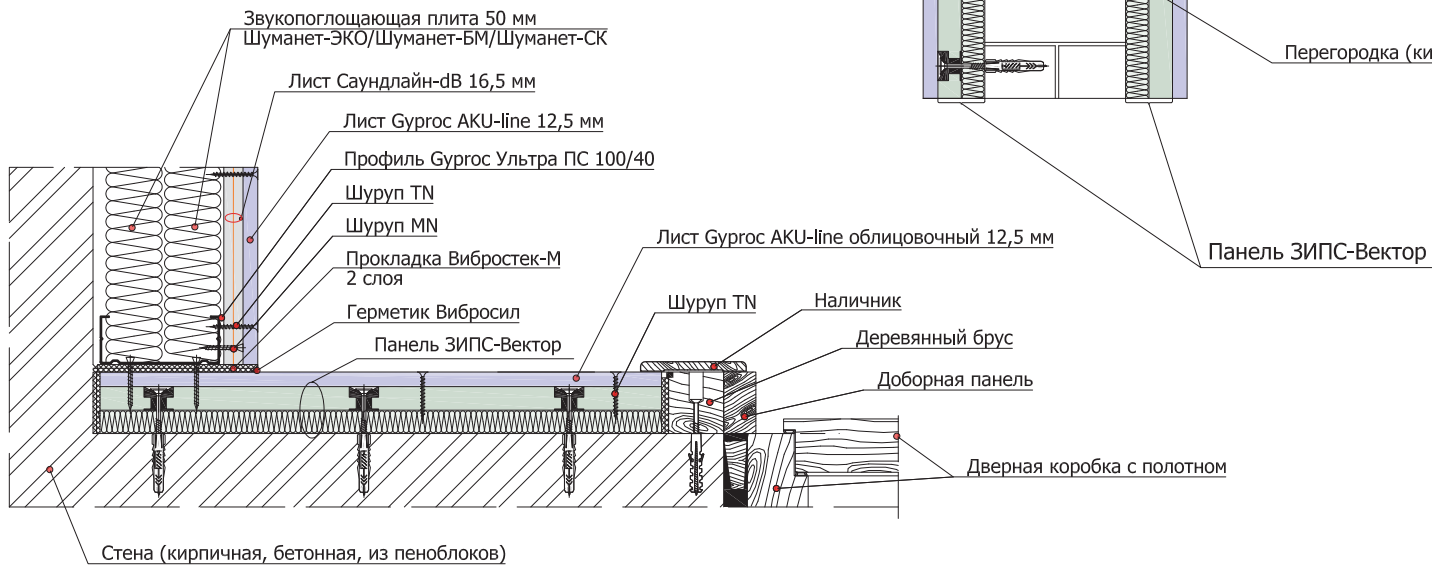 Звукопоглощающая плита 50 мм
Шуманет-ЭКО/Шуманет-БМ/Шуманет-СК
Лист Саундлайн-dB 16,5 мм
Лист Gyproc AKU-line 12,5 мм
Профиль Gyproc Ультра ПС 100/40
Шуруп TN
Шуруп MN
Прокладка Вибростек-М
2 слоя
Герметик Вибросил
Панель ЗИПС-Вектор
Лист Gyproc AKU-line облицовочный 12,5 мм
Шуруп TN
Наличник
Деревянный брус
Доборная панель
Дверная коробка с полотном
Стена (кирпичная, бетонная, из пеноблоков)
Перегородка (ки
Панель ЗИПС-Вектор